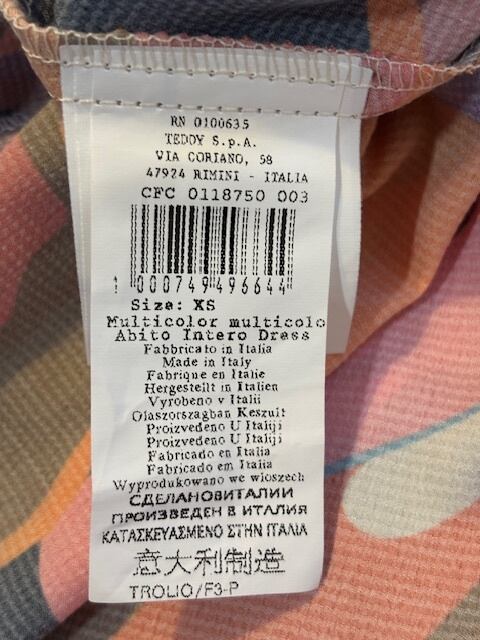 RN 0100635
TEDDY S.p.A.
VIA CORIANO, 58
47924 RIMINI - ITALIA
CFC 0118750 003
1000749496644
Size: XS
Multicolor multicolo
Abito Intero Dress
Fabbricato in Italia
Made in Italy
Fabrique en Italie
Hergestellt in Italien
Vyrobeno v Italii
Olaszorszagban Keszult
Proizvedeno U Italiji
Proizvedeno U Italiji
Fabricado en Italia
Fabricado em Italia
Wyprodukowano we wloszech
СДЕЛАНОВИТАЛИИ
ПРОИЗВЕДЕН В ИТАЛИЯ
ΚΑΤΑΣΚΕΥΑΣΜΕΝΟ ΣΤΗΝ ΙΤΑΛΙΑ
意大利制造
TROLIO/F3-P